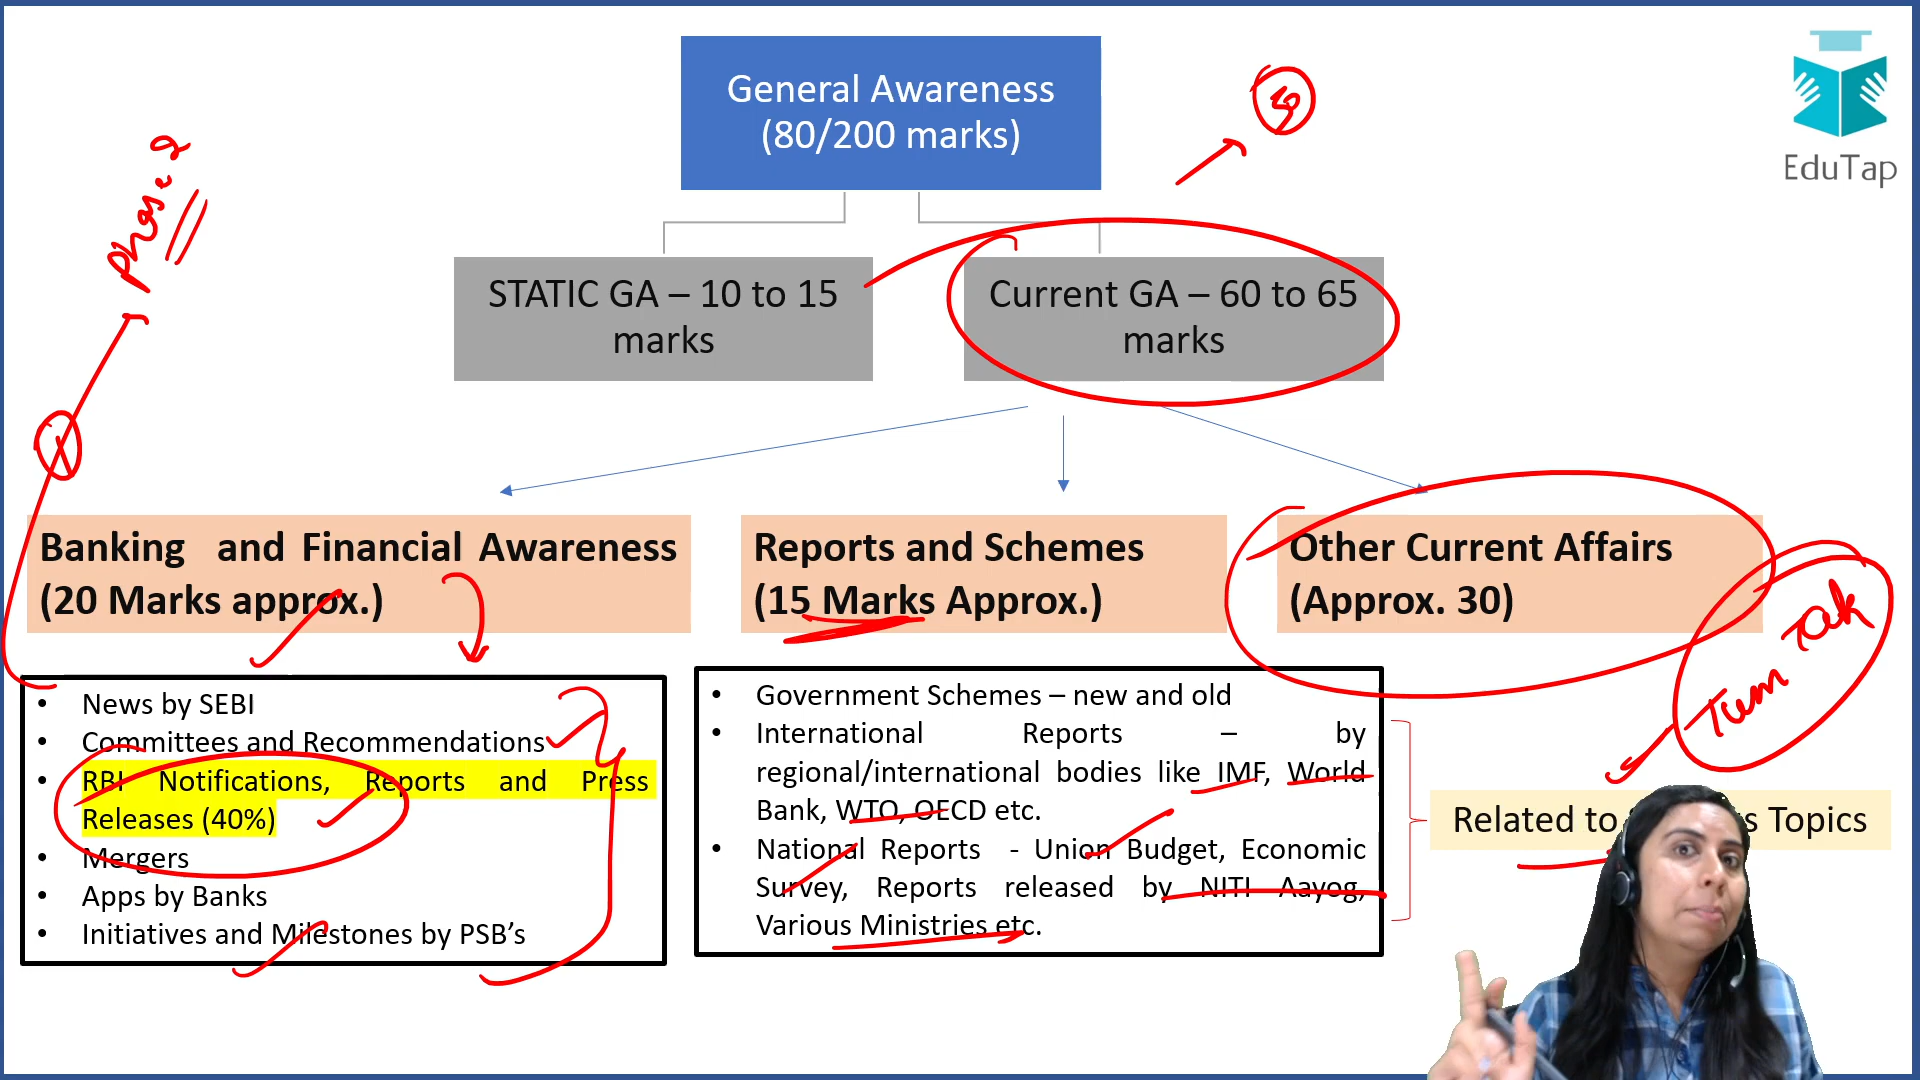 General Awareness
(80/200 marks)
EduTap
Phase 2
STATIC GA – 10 to 15
marks
Current GA – 60 to 65
marks
Banking and Financial Awareness
(20 Marks approx.)
Reports and Schemes
(15 Marks Approx.)
Other Current Affairs
(Approx. 30)
• News by SEBI
• Committees and Recommendations
• RBI Notifications, Reports and Press
Releases (40%)
• Mergers
• Apps by Banks
• Initiatives and Milestones by PSB's
• Government Schemes – new and old
• International Reports – by
regional/international bodies like IMF, World
Bank, WTO, OECD etc.
• National Reports - Union Budget, Economic
Survey, Reports released by NITI Aayog,
Various Ministries etc.
Related to
Topics